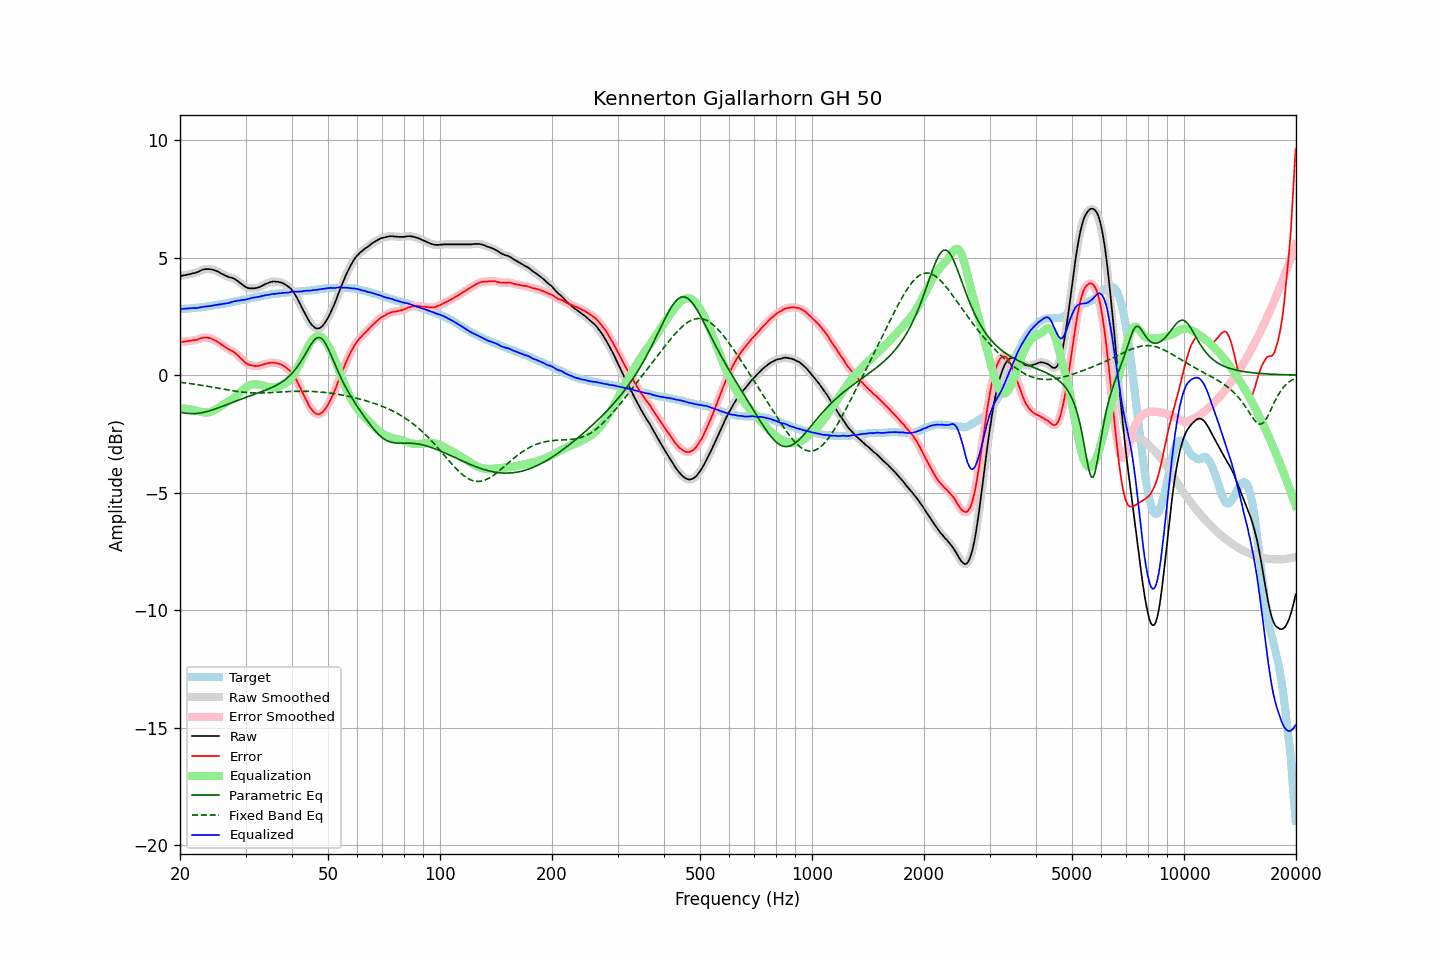 Kennerton Gjallarhorn GH 50
10
5
0
−5
−10
−15
−20
Amplitude (dBr)
Target
Raw Smoothed
Error Smoothed
Raw
Error
Equalization
Parametric Eq
Fixed Band Eq
Equalized
20 50 100 200 500 1000 2000 5000 10000 20000
Frequency (Hz)